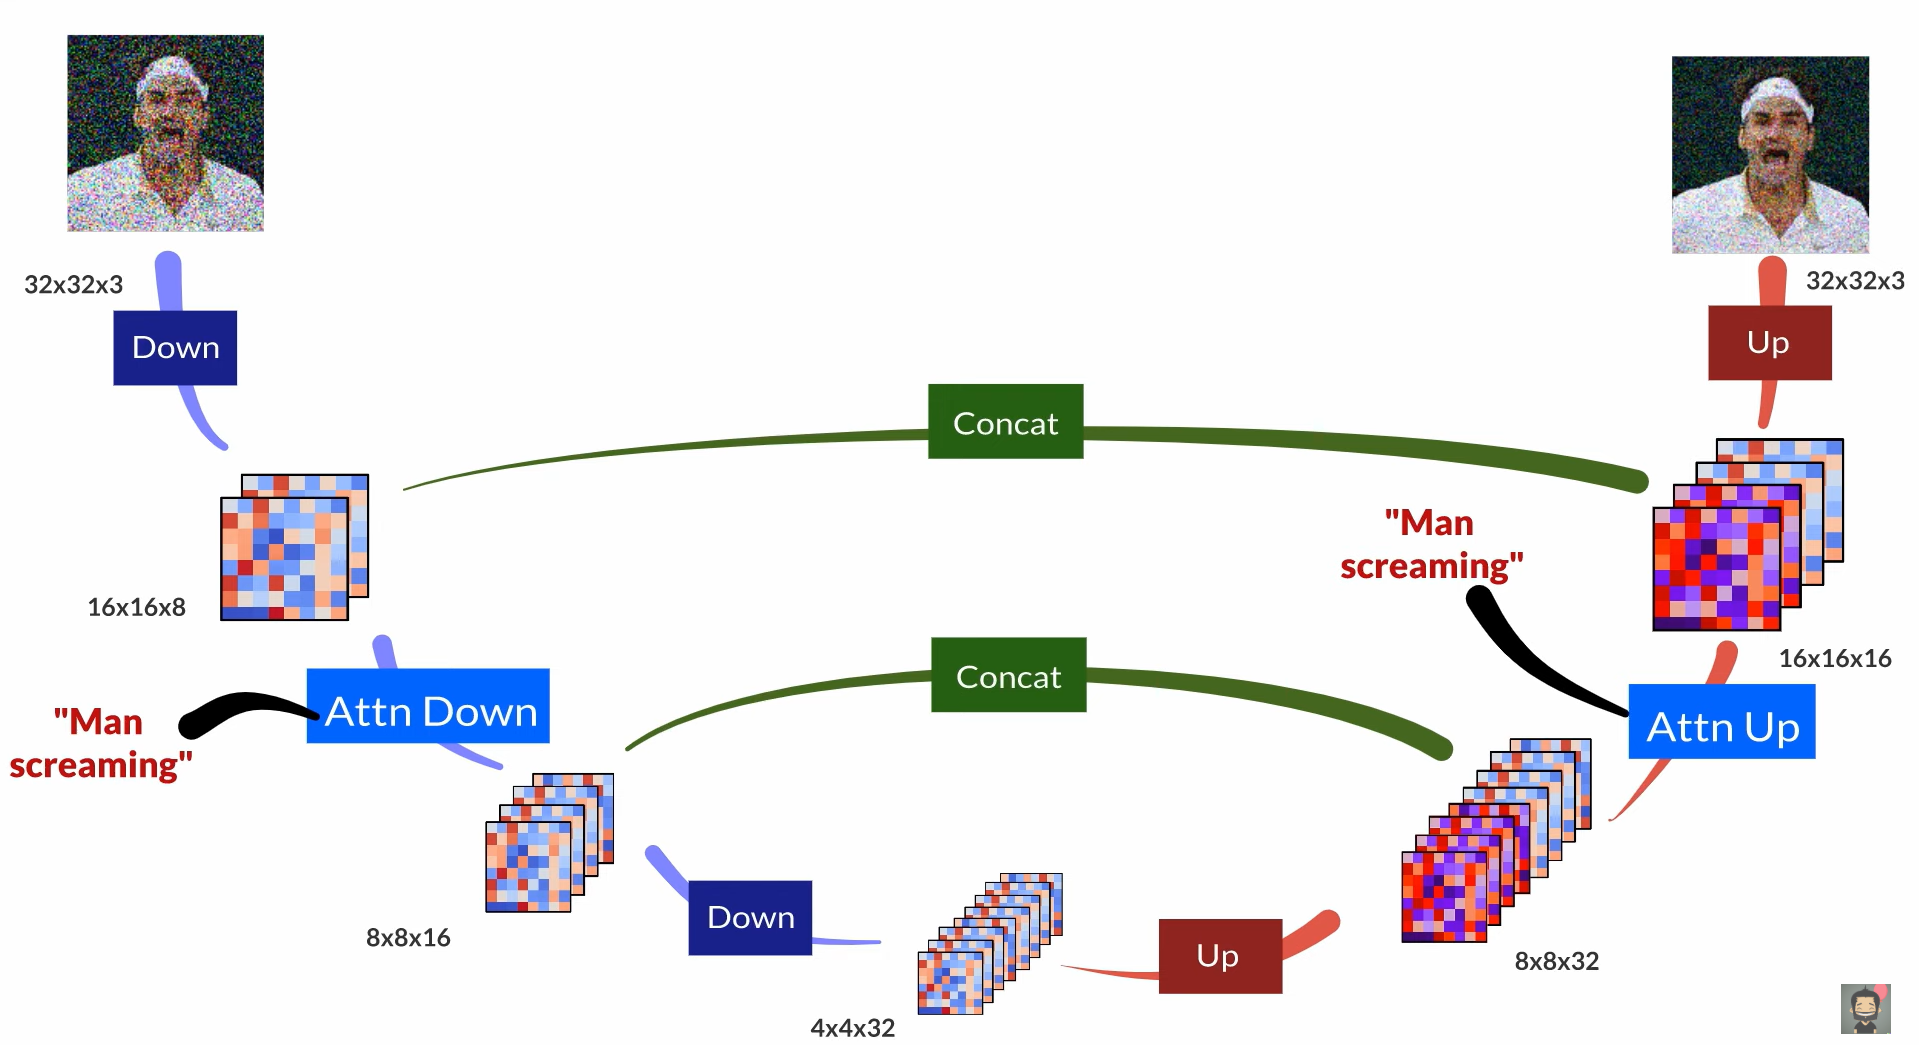 32x32x3
32x32x3
Down
Up
Concat
"Man
screaming"
16x16x8
16x16x16
Concat
Attn Down
Attn Up
"Man
screaming"
8x8x16
Down
Up
8x8x32
4x4x32